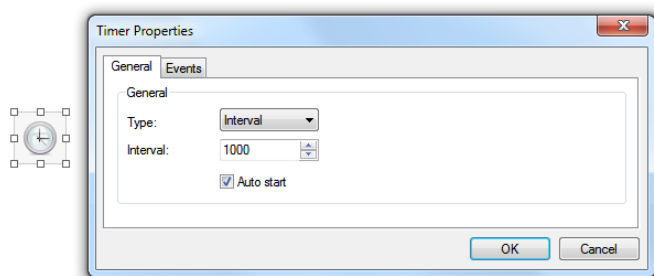 Timer Properties
General Events
General
Type: Interval
Interval: 1000
Auto start
OK Cancel